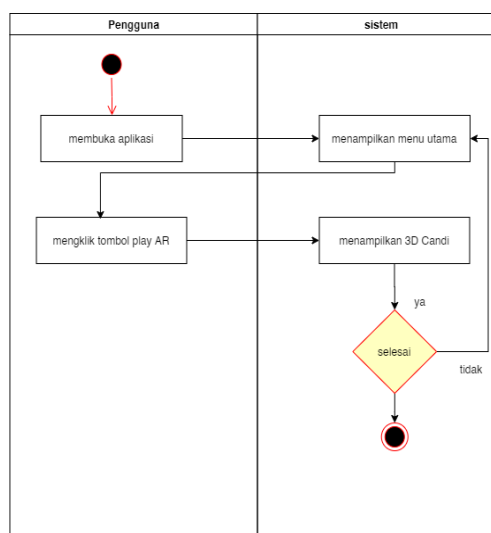 Pengguna
sistem
membuka aplikasi
menampilkan menu utama
mengklik tombol play AR
menampilkan 3D Candi
ya
selesai
tidak